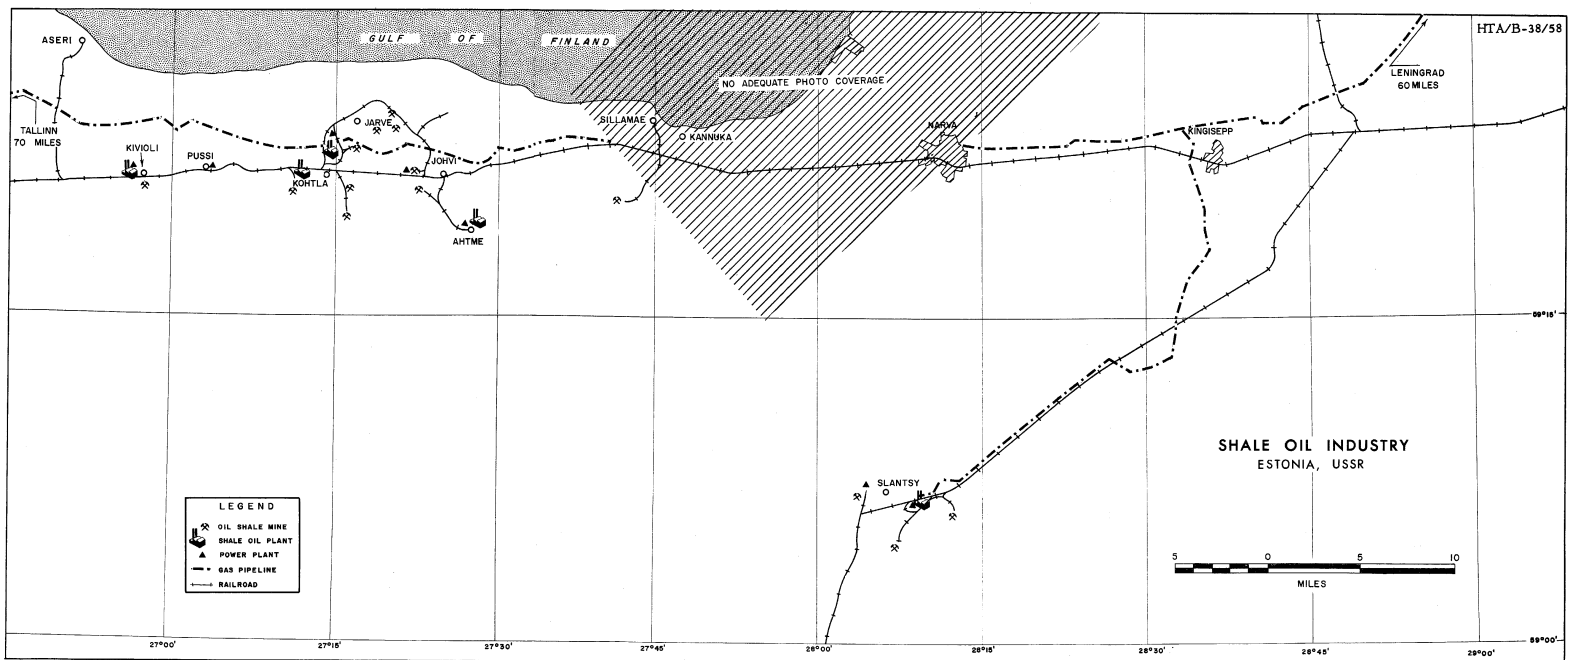 HTA/B-38/58
ASERI
GULF OF FINLAND
NO ADEQUATE PHOTO COVERAGE
LENINGRAD
60 MILES
TALLINN
70 MILES
KIVIOLI
PUSSI
JARVE
KOHTLA
JOHVI
AHTME
SILLAMAE
KANNUKA
NARVA
KINGISEPP
59°15'
SHALE OIL INDUSTRY
ESTONIA, USSR
SLANTSY
LEGEND
OIL SHALE MINE
SHALE OIL PLANT
POWER PLANT
GAS PIPELINE
RAILROAD
5 0 5 10
MILES
59°00'
27°00' 27°15' 27°30' 27°45' 28°00' 28°15' 28°30' 28°45' 29°00'